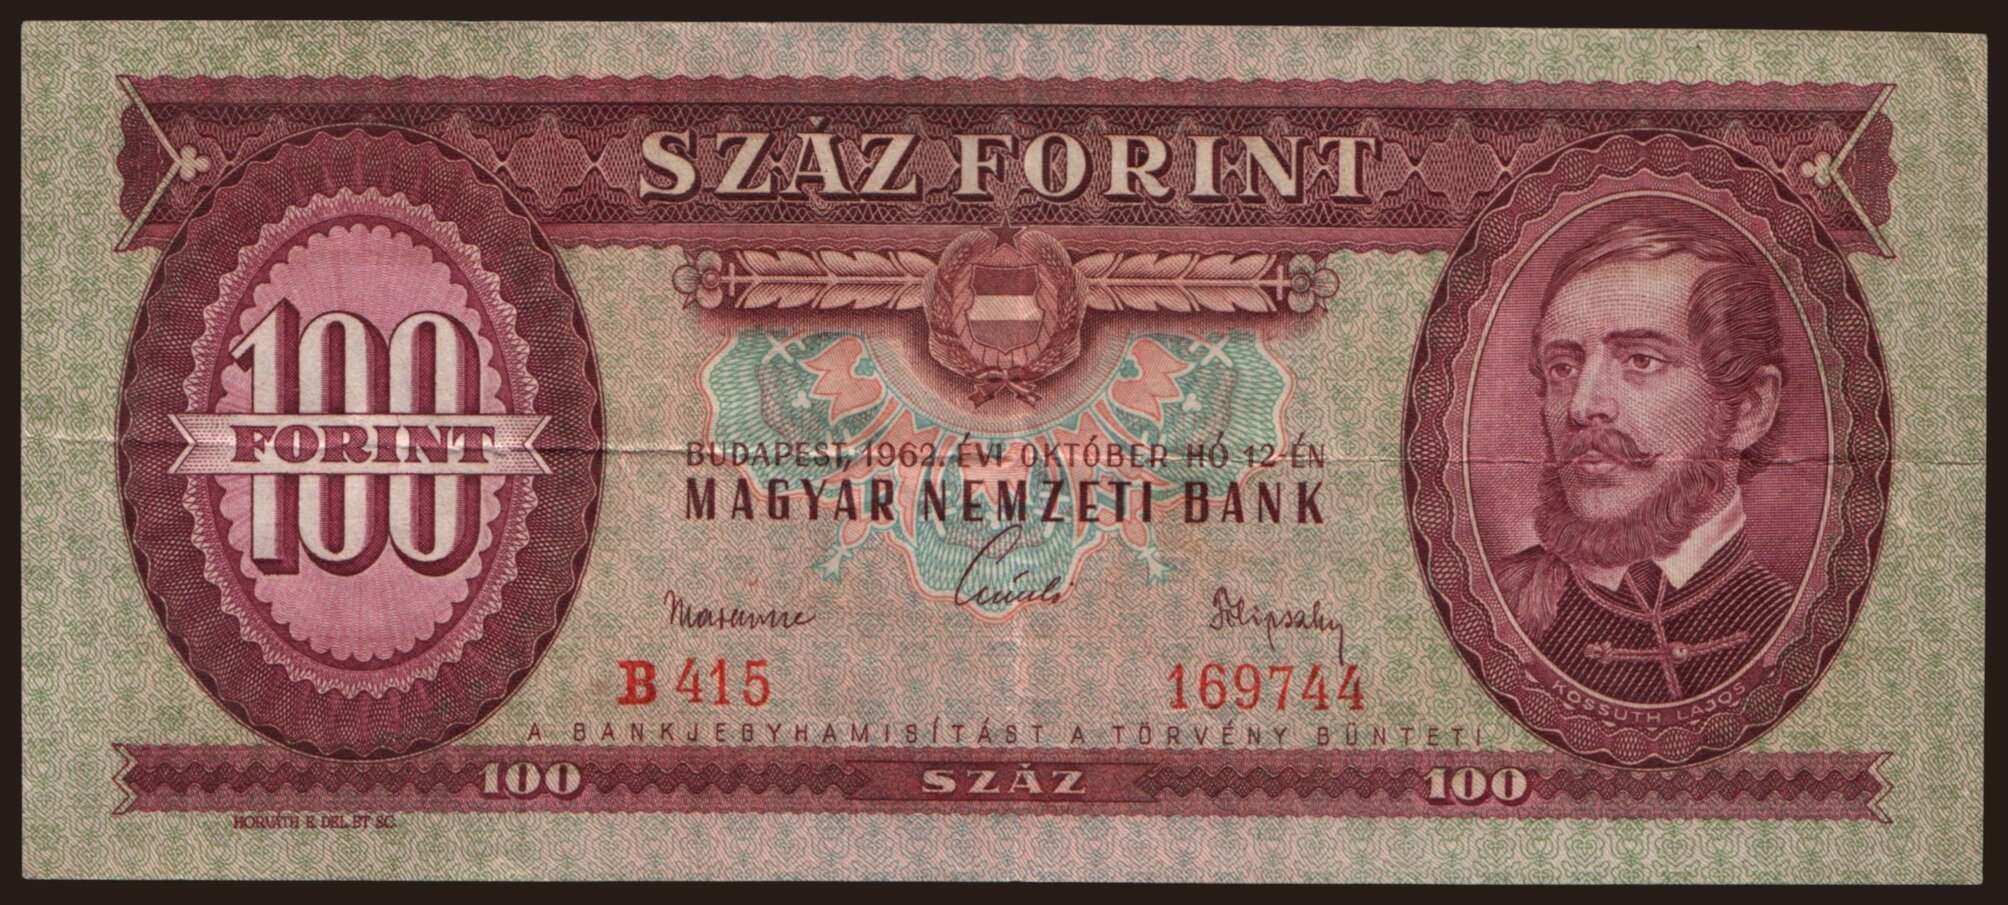 SZÁZ FORINT
100
FORINT
BUDAPEST, 1962. ÉVI OKTÓBER HÓ 12-ÉN
MAGYAR NEMZETI BANK
B 415
169744
KOSSUTH LAJOS
A BANKJEGYHAMISÍTÁST A TÖRVÉNY BÜNTETI
100
SZÁZ
100
HORVÁTH E. DEL. ET SC.